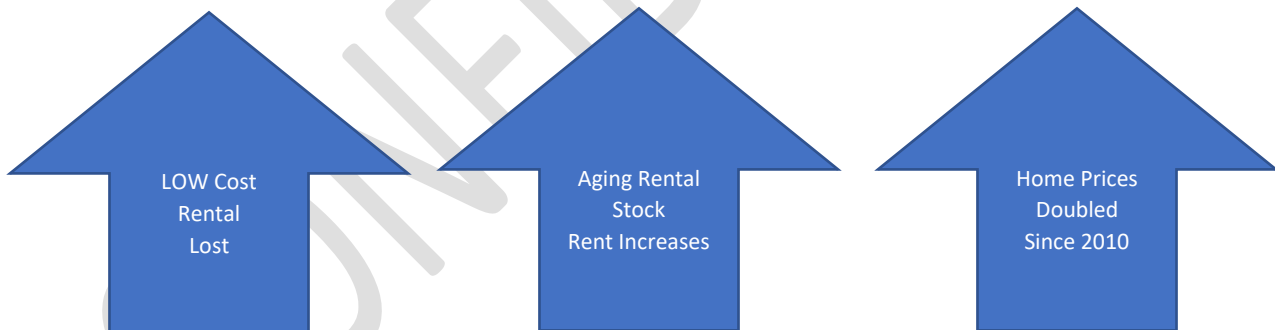 LOW Cost
Rental
Lost
Aging Rental
Stock
Rent Increases
Home Prices
Doubled
Since 2010